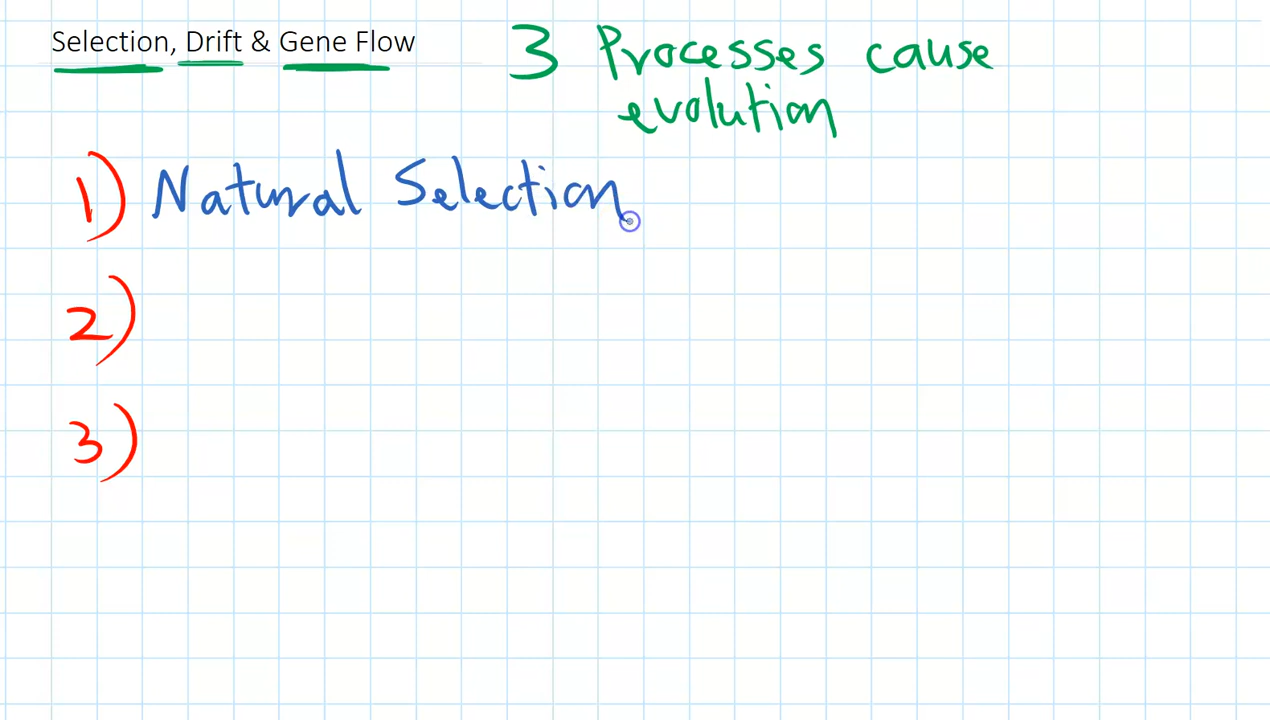 Selection, Drift & Gene Flow
3 Processes cause
evolution
1) Natural Selection
2)
3)